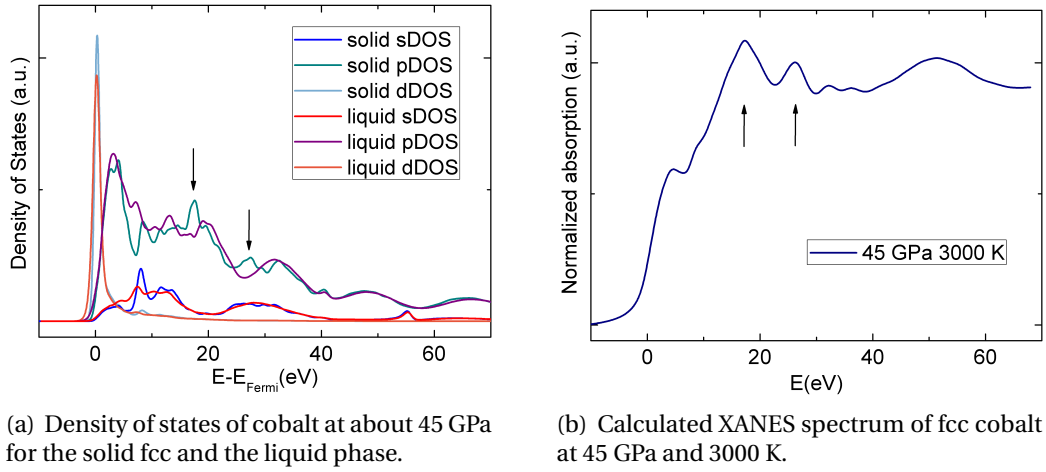 Density of States (a.u.)
solid sDOS
solid pDOS
solid dDOS
liquid sDOS
liquid pDOS
liquid dDOS
0 20 40 60
E-E_Fermi(eV)
(a) Density of states of cobalt at about 45 GPa
for the solid fcc and the liquid phase.
Normalized absorption (a.u.)
45 GPa 3000 K
0 20 40 60
E(eV)
(b) Calculated XANES spectrum of fcc cobalt
at 45 GPa and 3000 K.